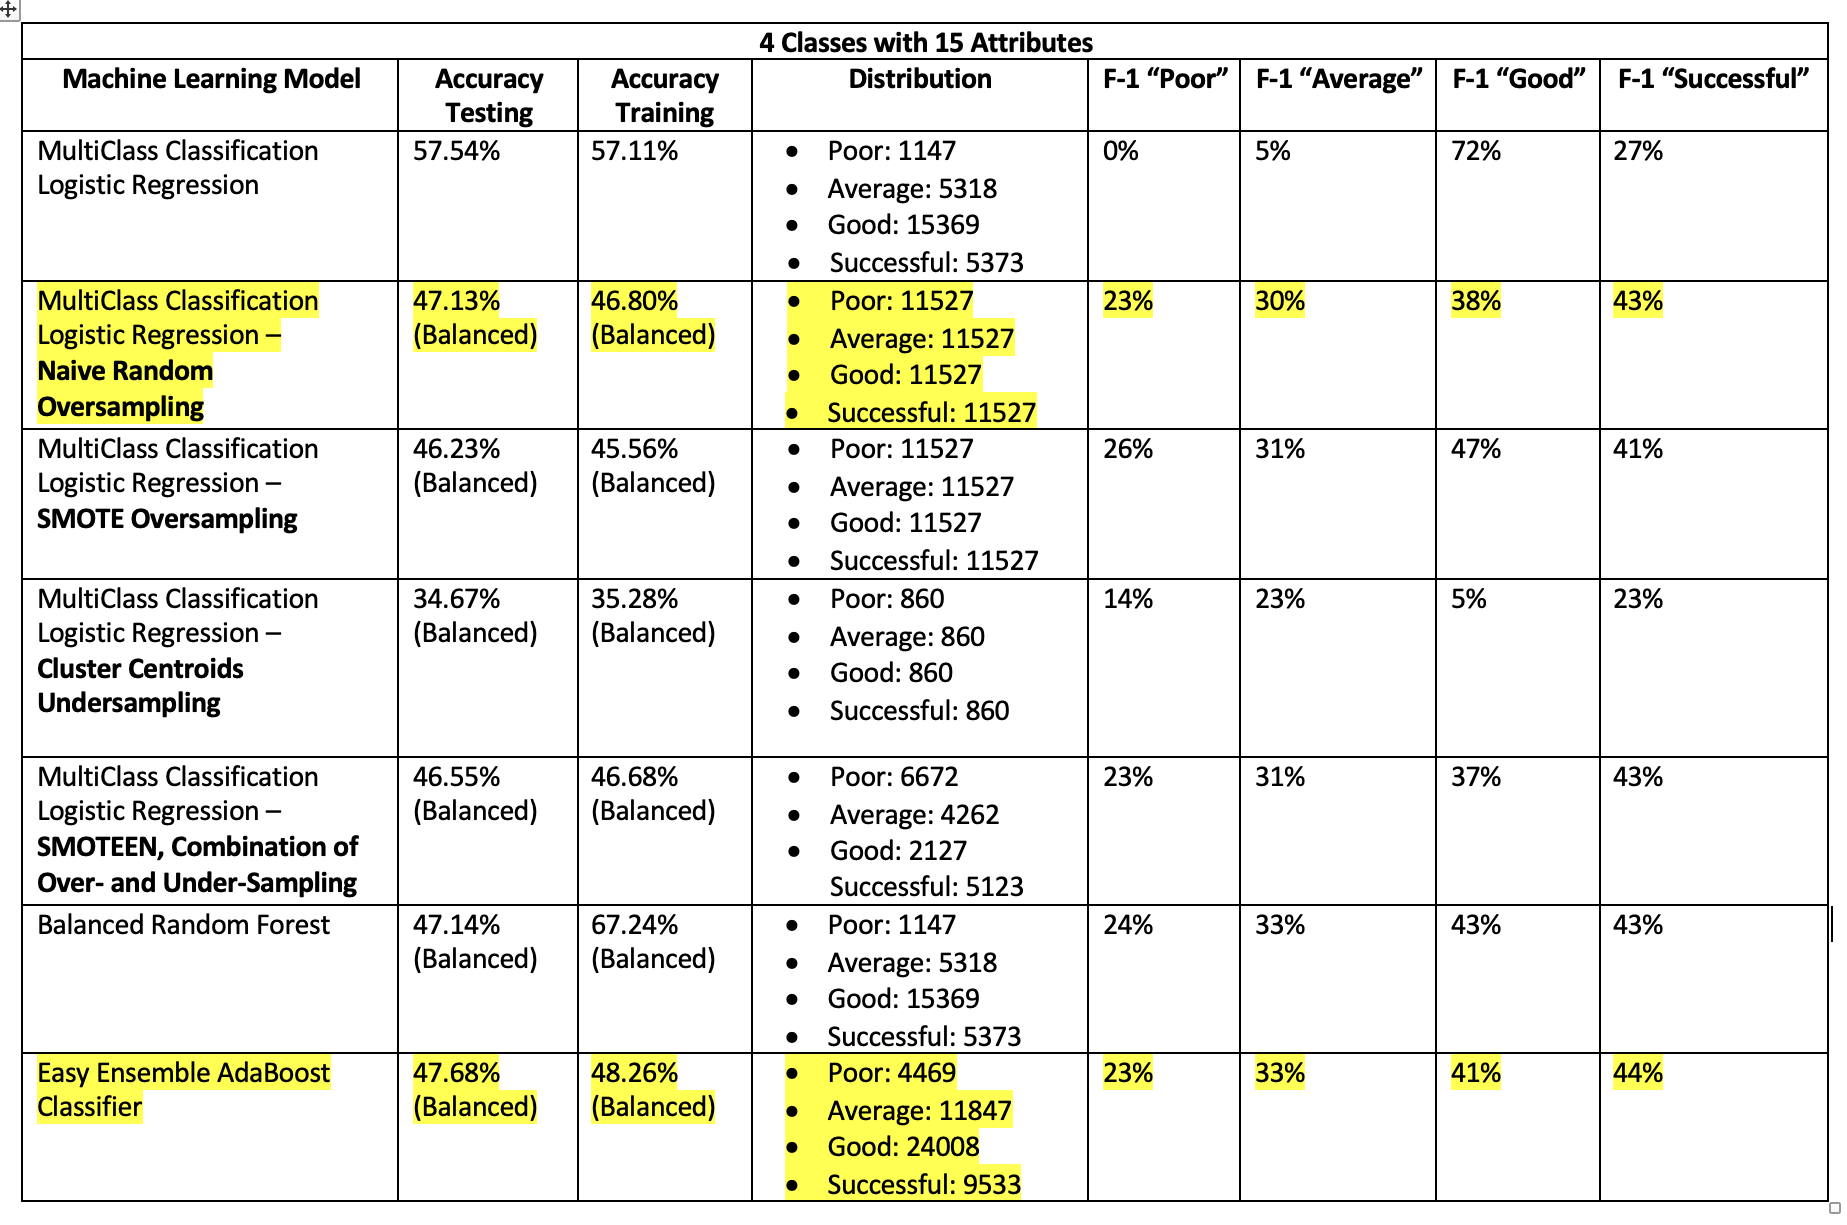 4 Classes with 15 Attributes
Machine Learning Model
Accuracy
Testing
Accuracy
Training
Distribution
F-1 “Poor”
F-1 “Average”
F-1 “Good”
F-1 “Successful”
MultiClass Classification
Logistic Regression
57.54%
57.11%
• Poor: 1147
• Average: 5318
• Good: 15369
• Successful: 5373
0%
5%
72%
27%
MultiClass Classification
Logistic Regression –
Naive Random
Oversampling
47.13%
(Balanced)
46.80%
(Balanced)
• Poor: 11527
• Average: 11527
• Good: 11527
• Successful: 11527
23%
30%
38%
43%
MultiClass Classification
Logistic Regression –
SMOTE Oversampling
46.23%
(Balanced)
45.56%
(Balanced)
• Poor: 11527
• Average: 11527
• Good: 11527
• Successful: 11527
26%
31%
47%
41%
MultiClass Classification
Logistic Regression –
Cluster Centroids
Undersampling
34.67%
(Balanced)
35.28%
(Balanced)
• Poor: 860
• Average: 860
• Good: 860
• Successful: 860
14%
23%
5%
23%
MultiClass Classification
Logistic Regression –
SMOTEEN, Combination of
Over- and Under-Sampling
46.55%
(Balanced)
46.68%
(Balanced)
• Poor: 6672
• Average: 4262
• Good: 2127
Successful: 5123
23%
31%
37%
43%
Balanced Random Forest
47.14%
(Balanced)
67.24%
(Balanced)
• Poor: 1147
• Average: 5318
• Good: 15369
• Successful: 5373
24%
33%
43%
43%
Easy Ensemble AdaBoost
Classifier
47.68%
(Balanced)
48.26%
(Balanced)
• Poor: 4469
• Average: 11847
• Good: 24008
• Successful: 9533
23%
33%
41%
44%